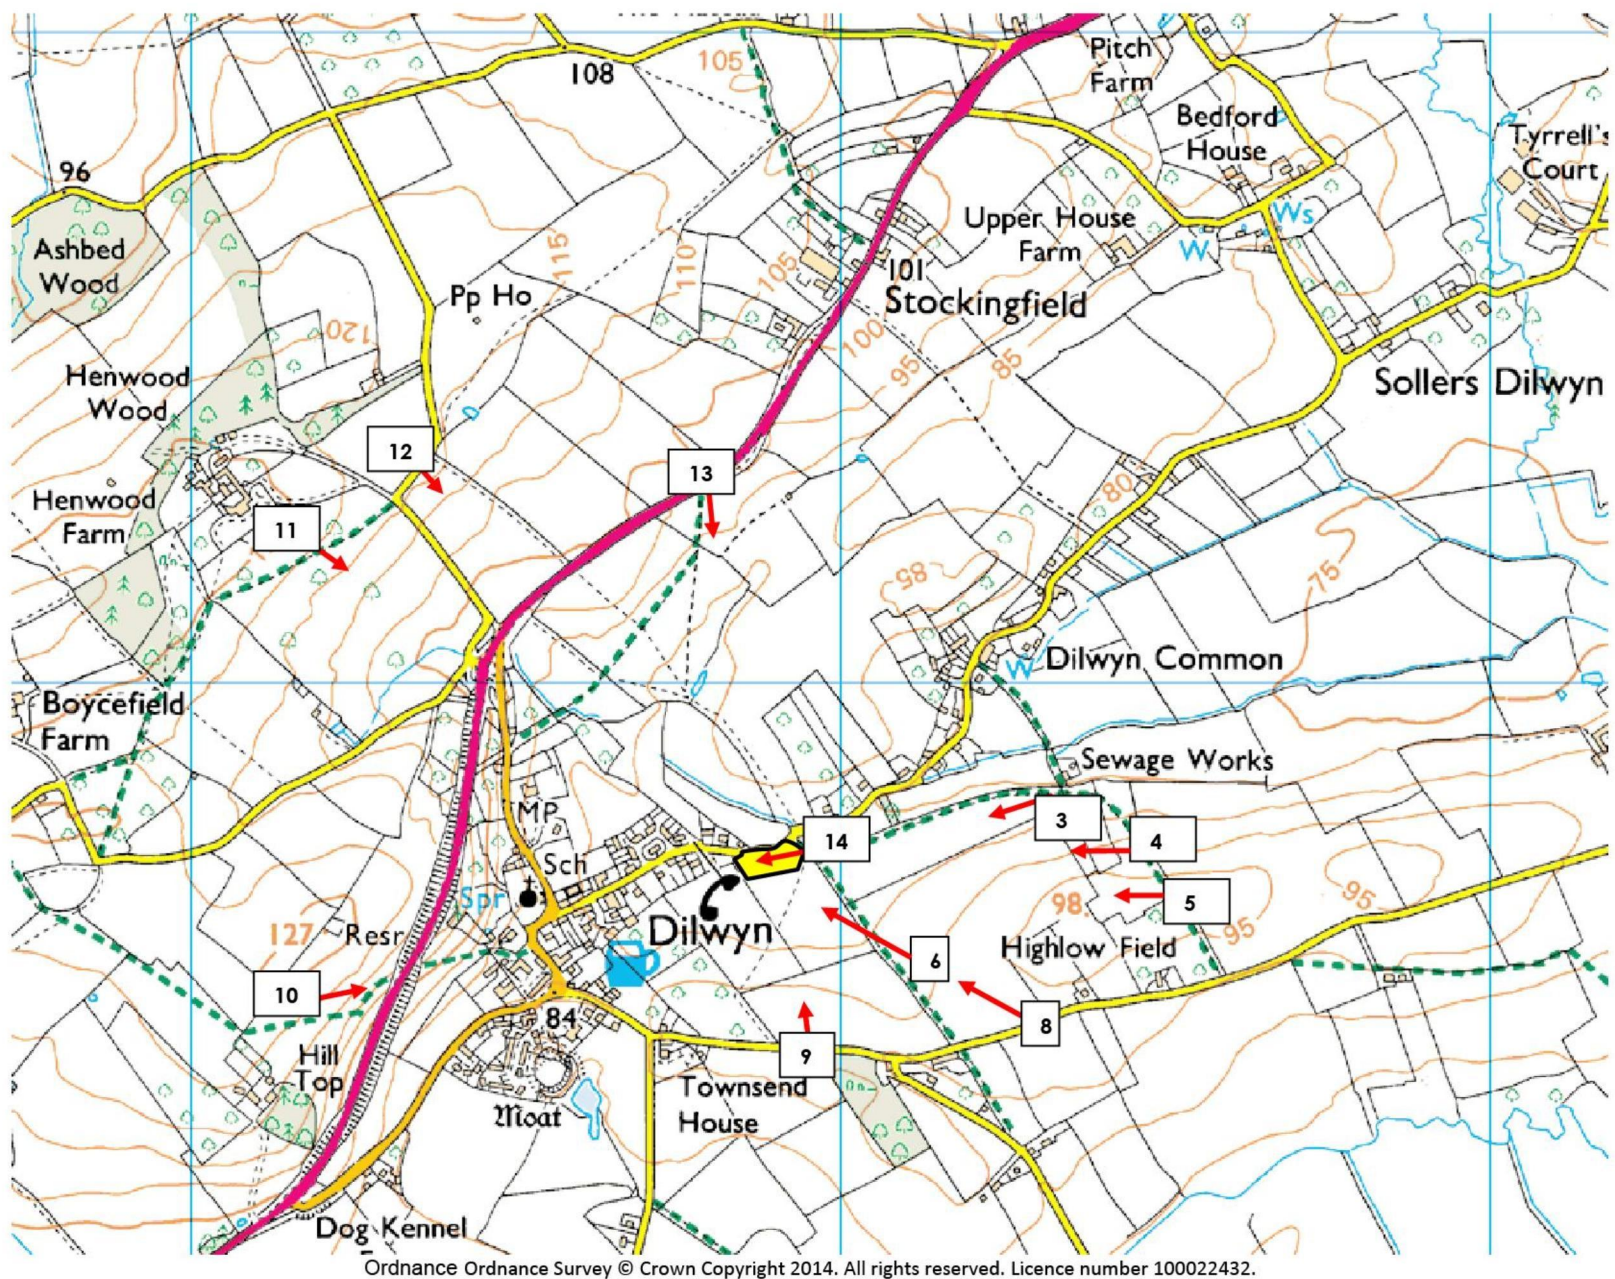 108
105
Pitch
Farm
Bedford
House
Tyrrell's
Court
96
Ashbed
Wood
Upper House
Farm
Ws
W
115
110
105
101
Stockingfield
Pp Ho
120
100
95
85
Sollers Dilwyn
Henwood
Wood
12
13
80
Henwood
Farm
11
98
75
W
Dilwyn Common
Boycefield
Farm
Sewage Works
MP
3
14
4
Sch
Spr
5
98
95
95
127
Resr
Dilwyn
Highlow Field
6
10
8
84
9
Hill
Top
Townsend
House
Moat
Dog Kennel
Ordnance Ordnance Survey © Crown Copyright 2014. All rights reserved. Licence number 100022432.